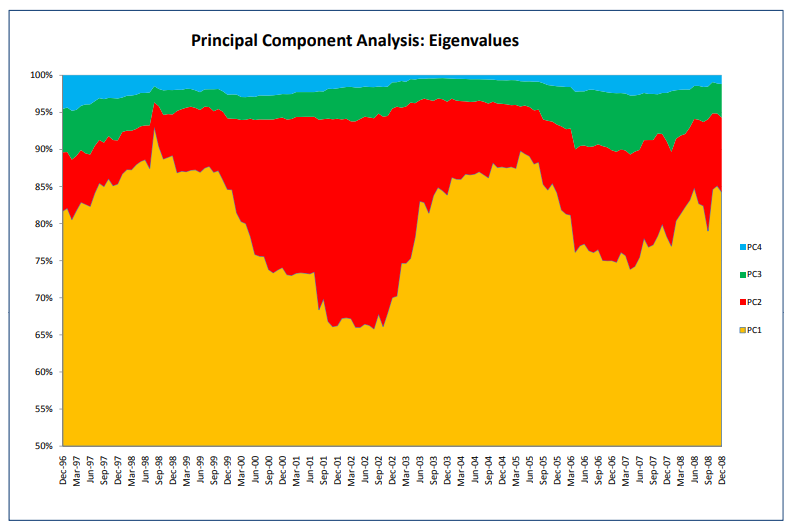 Principal Component Analysis: Eigenvalues
100%
95%
90%
85%
80%
75%
70%
65%
60%
55%
50%
PC4
PC3
PC2
PC1
Dec-96
Mar-97
Jun-97
Sep-97
Dec-97
Mar-98
Jun-98
Sep-98
Dec-98
Mar-99
Jun-99
Sep-99
Dec-99
Mar-00
Jun-00
Sep-00
Dec-00
Mar-01
Jun-01
Sep-01
Dec-01
Mar-02
Jun-02
Sep-02
Dec-02
Mar-03
Jun-03
Sep-03
Dec-03
Mar-04
Jun-04
Sep-04
Dec-04
Mar-05
Jun-05
Sep-05
Dec-05
Mar-06
Jun-06
Sep-06
Dec-06
Mar-07
Jun-07
Sep-07
Dec-07
Mar-08
Jun-08
Sep-08
Dec-08